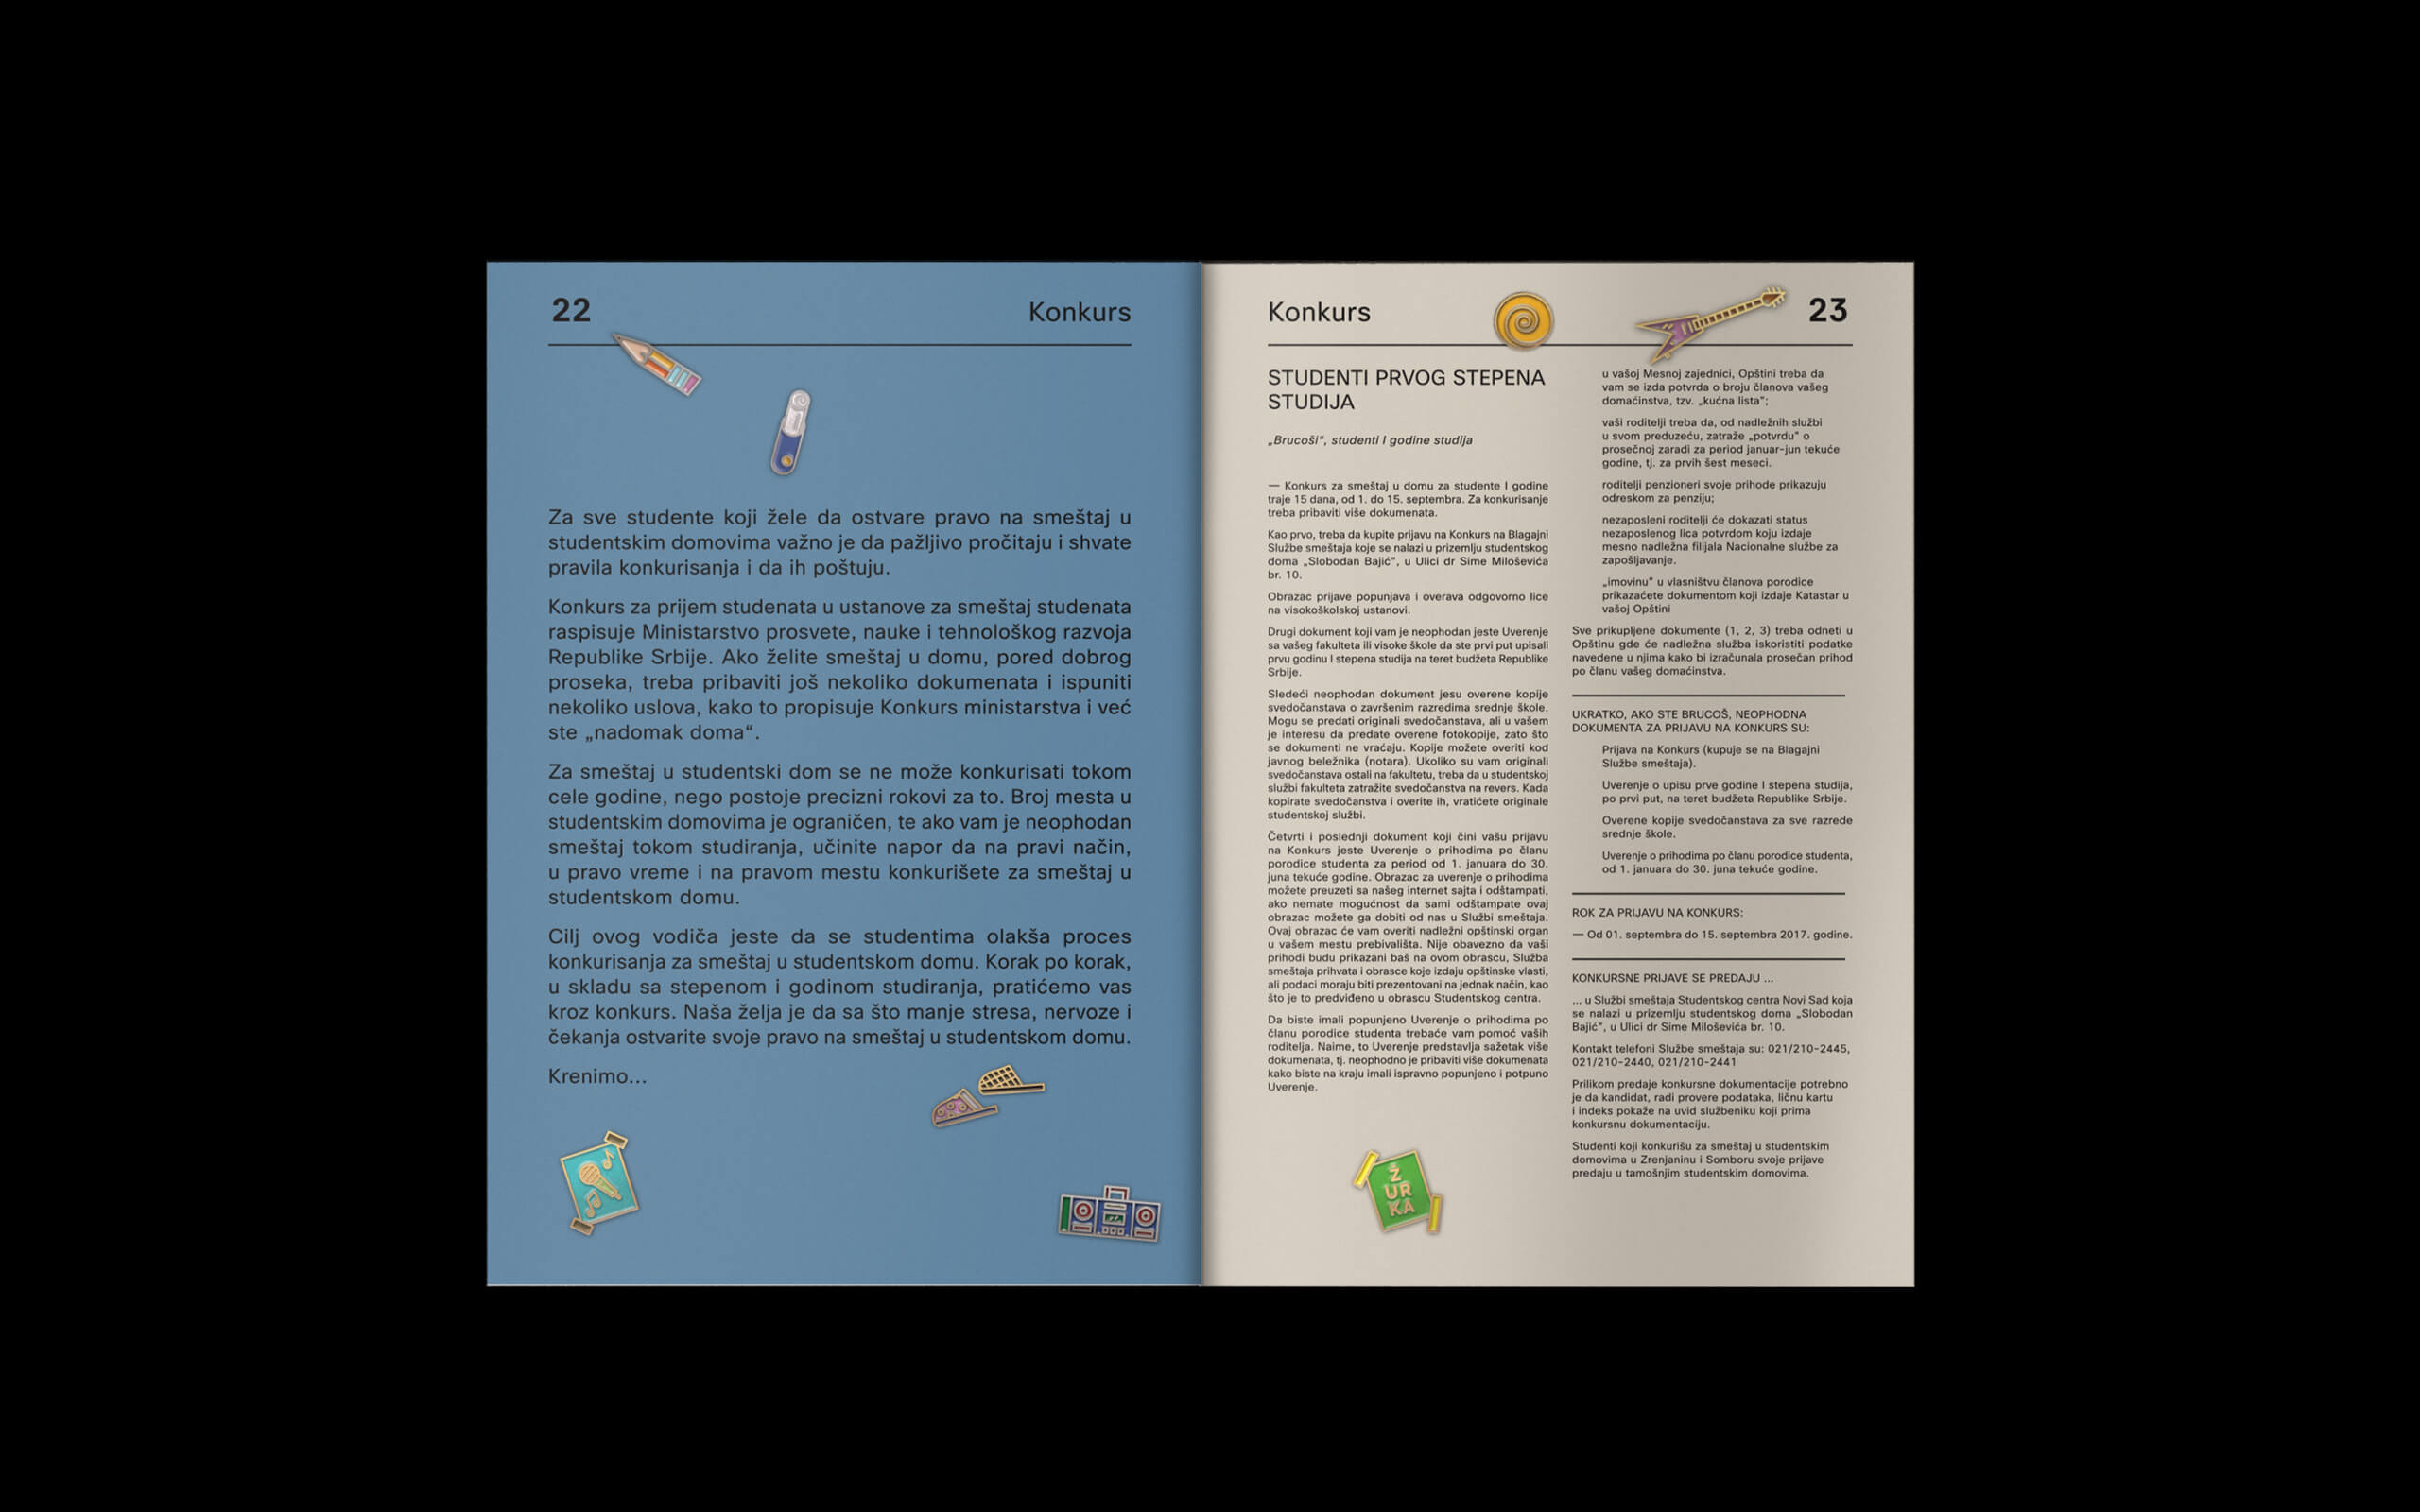 22
Konkurs
Za sve studente koji žele da ostvare pravo na smeštaj u
studentskim domovima važno je da pažljivo pročitaju i shvate
pravila konkurisanja i da ih poštuju.
Konkurs za prijem studenata u ustanove za smeštaj studenata
raspisuje Ministarstvo prosvete, nauke i tehnološkog razvoja
Republike Srbije. Ako želite smeštaj u domu, pored dobrog
proseka, treba pribaviti još nekoliko dokumenata i ispuniti
nekoliko uslova, kako to propisuje Konkurs ministarstva i već
ste „nadomak doma“.
Za smeštaj u studentski dom se ne može konkurisati tokom
cele godine, nego postoje precizni rokovi za to. Broj mesta u
studentskim domovima je ograničen, te ako vam je neophodan
smeštaj tokom studiranja, učinite napor da na pravi način,
u pravo vreme i na pravom mestu konkurišete za smeštaj u
studentskom domu.
Cilj ovog vodiča jeste da se studentima olakša proces
konkurisanja za smeštaj u studentskom domu. Korak po korak,
u skladu sa stepenom i godinom studiranja, pratićemo vas
kroz konkurs. Naša želja je da sa što manje stresa, nervoze i
čekanja ostvarite svoje pravo na smeštaj u studentskom domu.
Krenimo...
Konkurs
23
STUDENTI PRVOG STEPENA
STUDIJA
„Brucoši“, studenti I godine studija
— Konkurs za smeštaj u domu za studente I godine
traje 15 dana, od 1. do 15. septembra. Za konkurisanje
treba pribaviti više dokumenata.
Kao prvo, treba da kupite prijavu na Konkurs na Blagajni
Službe smeštaja koje se nalazi u prizemlju studentskog
doma „Slobodan Bajić“, u Ulici dr Sime Miloševića
br. 10.
Obrazac prijave popunjava i overava odgovorno lice
na visokoškolskoj ustanovi.
Drugi dokument koji vam je neophodan jeste Uverenje
sa vašeg fakulteta ili visoke škole da ste prvi put upisali
prvu godinu I stepena studija na teret budžeta Republike
Srbije.
Sledeći neophodan dokument jesu overene kopije
svedočanstava o završenim razredima srednje škole.
Mogu se predati originali svedočanstava, ali u vašem
je interesu da predate overene fotokopije, zato što
se dokumenti ne vraćaju. Kopije možete overiti kod
javnog beležnika (notara). Ukoliko su vam originali
svedočanstava ostali na fakultetu, treba da u studentskoj
službi fakulteta zatražite svedočanstva na revers. Kada
kopirate svedočanstva i overite ih, vratićete originale
studentskoj službi.
Četvrti i poslednji dokument koji čini vašu prijavu
na Konkurs jeste Uverenje o prihodima po članu
porodice studenta za period od 1. januara do 30.
juna tekuće godine. Obrazac za uverenje o prihodima
možete preuzeti sa našeg internet sajta i odštampati,
ako nemate mogućnost da sami odštampate ovaj
obrazac možete ga dobiti od nas u Službi smeštaja.
Ovaj obrazac će vam overiti nadležni opštinski organ
u vašem mestu prebivališta. Nije obavezno da vaši
prihodi budu prikazani baš na ovom obrascu, Služba
smeštaja prihvata i obrasce koje izdaju opštinske vlasti,
ali podaci moraju biti prezentovani na jednak način, kao
što je to predviđeno u obrascu Studentskog centra.
Da biste imali popunjeno Uverenje o prihodima po
članu porodice studenta trebaće vam pomoć vaših
roditelja. Naime, to Uverenje predstavlja sažetak više
dokumenata, tj. neophodno je pribaviti više dokumenata
kako biste na kraju imali ispravno popunjeno i potpuno
Uverenje.
ŽURKA
u vašoj Mesnoj zajednici, Opštini treba da
vam se izda potvrda o broju članova vašeg
domaćinstva, tzv. „kućna lista“;
vaši roditelji treba da, od nadležnih službi
u svom preduzeću, zatraže „potvrdu“ o
prosečnoj zaradi za period januar-jun tekuće
godine, tj. za prvih šest meseci.
roditelji penzioneri svoje prihode prikazuju
odreskom za penziju;
nezaposleni roditelji će dokazati status
nezaposlenog lica potvrdom koju izdaje
mesno nadležna filijala Nacionalne službe za
zapošljavanje.
„imovinu“ u vlasništvu članova porodice
prikazaćete dokumentom koji izdaje Katastar u
vašoj Opštini
Sve prikupljene dokumente (1, 2, 3) treba odneti u
Opštinu gde će nadležna služba iskoristiti podatke
navedene u njima kako bi izračunala prosečan prihod
po članu vašeg domaćinstva.
UKRATKO, AKO STE BRUCOŠ, NEOPHODNA
DOKUMENTA ZA PRIJAVU NA KONKURS SU:
Prijava na Konkurs (kupuje se na Blagajni
Službe smeštaja).
Uverenje o upisu prve godine I stepena studija,
po prvi put, na teret budžeta Republike Srbije.
Overene kopije svedočanstava za sve razrede
srednje škole.
Uverenje o prihodima po članu porodice studenta,
od 1. januara do 30. juna tekuće godine.
ROK ZA PRIJAVU NA KONKURS:
— Od 01. septembra do 15. septembra 2017. godine.
KONKURSNE PRIJAVE SE PREDAJU ...
... u Službi smeštaja Studentskog centra Novi Sad koja
se nalazi u prizemlju studentskog doma „Slobodan
Bajić“, u Ulici dr Sime Miloševića br. 10.
Kontakt telefoni Službe smeštaja su: 021/210-2445,
021/210-2440, 021/210-2441
Prilikom predaje konkursne dokumentacije potrebno
je da kandidat, radi provere podataka, ličnu kartu
i indeks pokaže na uvid službeniku koji prima
konkursnu dokumentaciju.
Studenti koji konkurišu za smeštaj u studentskim
domovima u Zrenjaninu i Somboru svoje prijave
predaju u tamošnjim studentskim domovima.